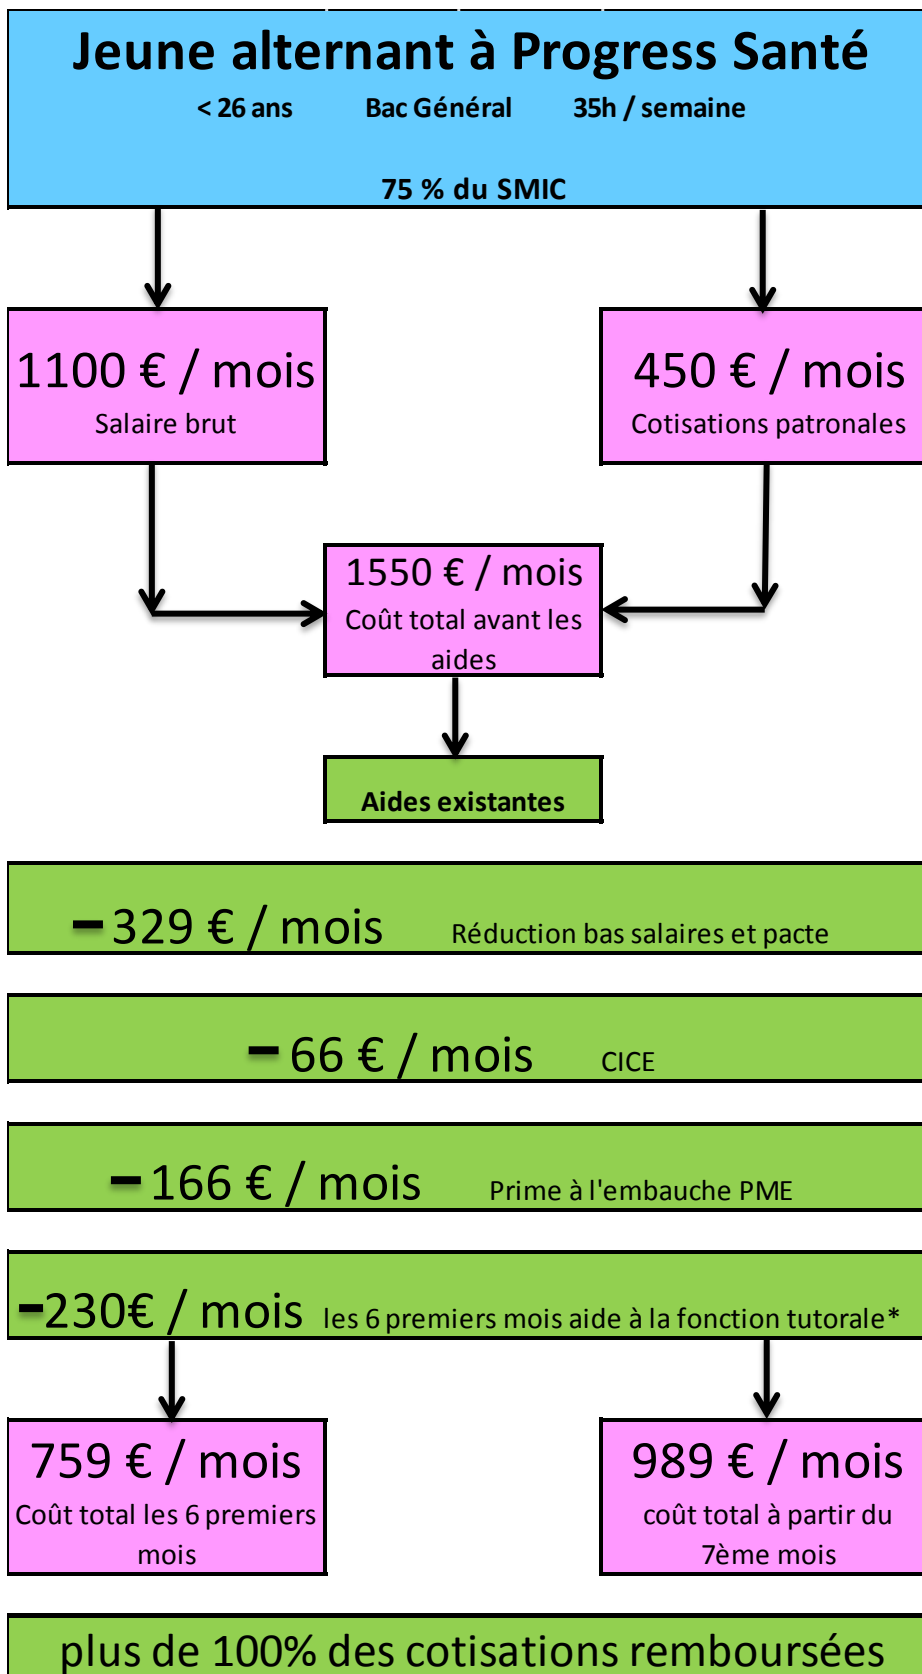 Jeune alternant à Progress Santé
< 26 ans Bac Général 35h / semaine
75 % du SMIC
1100 € / mois
Salaire brut
450 € / mois
Cotisations patronales
1550 € / mois
Coût total avant les
aides
Aides existantes
– 329 € / mois Réduction bas salaires et pacte
– 66 € / mois CICE
– 166 € / mois Prime à l'embauche PME
–230€ / mois les 6 premiers mois aide à la fonction tutorale*
759 € / mois
Coût total les 6 premiers
mois
989 € / mois
coût total à partir du
7ème mois
plus de 100% des cotisations remboursées